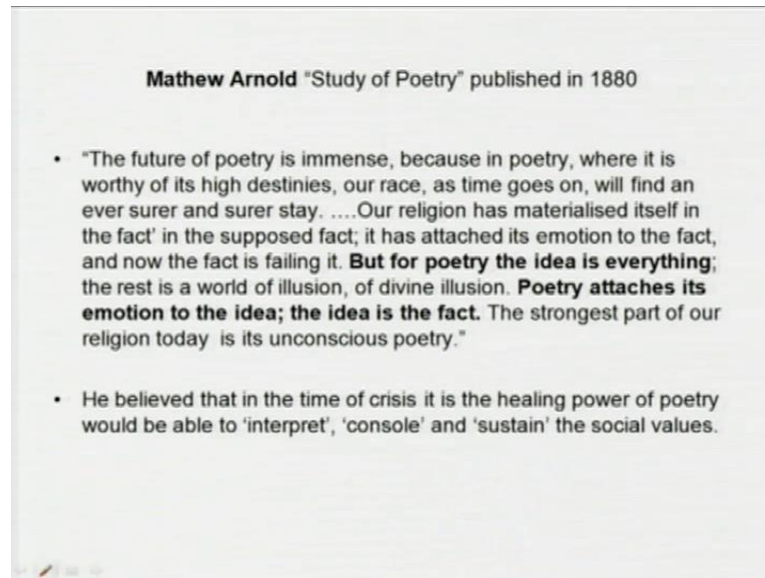 Mathew Arnold "Study of Poetry" published in 1880
• "The future of poetry is immense, because in poetry, where it is
worthy of its high destinies, our race, as time goes on, will find an
ever surer and surer stay. ....Our religion has materialised itself in
the fact' in the supposed fact; it has attached its emotion to the fact,
and now the fact is failing it. But for poetry the idea is everything;
the rest is a world of illusion, of divine illusion. Poetry attaches its
emotion to the idea; the idea is the fact. The strongest part of our
religion today is its unconscious poetry."
• He believed that in the time of crisis it is the healing power of poetry
would be able to 'interpret', 'console' and 'sustain' the social values.